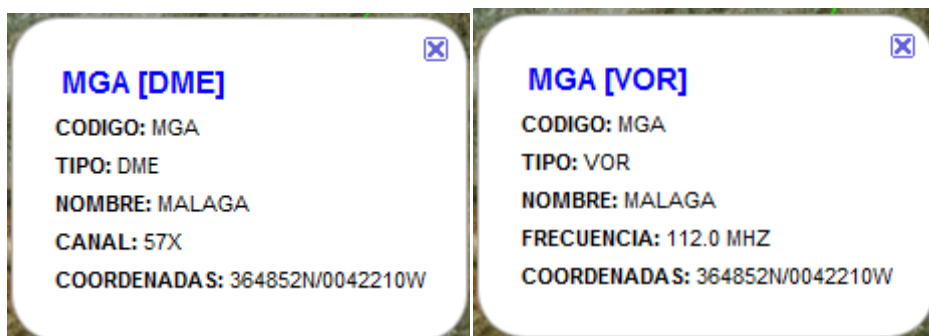 MGA [DME]
CODIGO: MGA
TIPO: DME
NOMBRE: MALAGA
CANAL: 57X
COORDENADAS: 364852N/0042210W
MGA [VOR]
CODIGO: MGA
TIPO: VOR
NOMBRE: MALAGA
FRECUENCIA: 112.0 MHZ
COORDENADAS: 364852N/0042210W